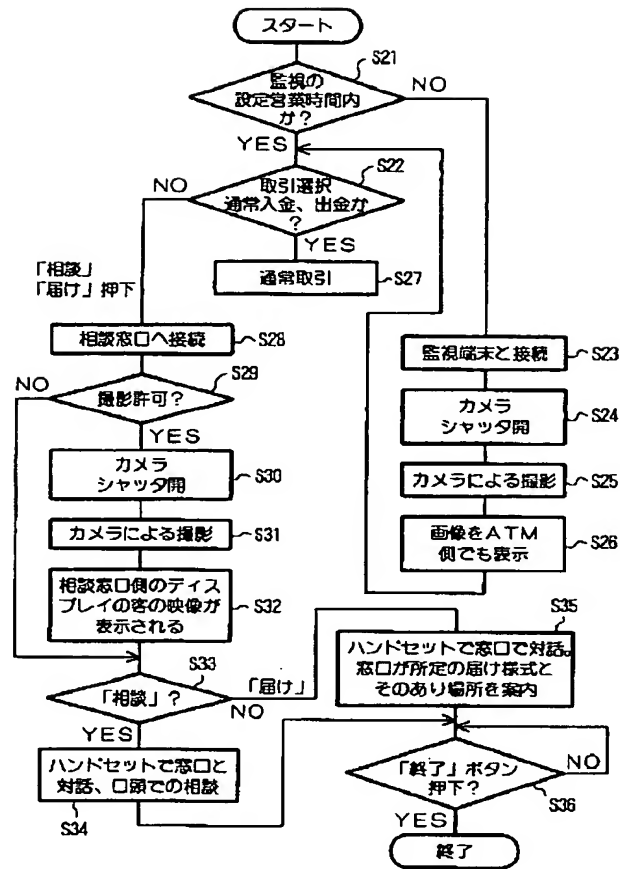 スタート
S21
監視の
設定営業時間内
か？
NO
YES
S22
NO
取引選択
通常入金、出金か
？
YES
「相談」
「届け」押下
通常取引
S27
相談窓口へ接続
S28
監視端末と接続
S23
S29
NO
撮影許可？
カメラ
シャッタ開
S24
YES
カメラ
シャッタ開
S30
カメラによる撮影
S25
カメラによる撮影
S31
画像をATM
側でも表示
S26
相談窓口側のディス
プレイの客の映像が
表示される
S32
S35
ハンドセットで窓口で対話。
窓口が所定の届け様式と
そのあり場所を案内
S33
「相談」？
「届け」
NO
YES
ハンドセットで窓口と
対話、口頭での相談
S34
「終了」ボタン
押下？
NO
S36
YES
終了